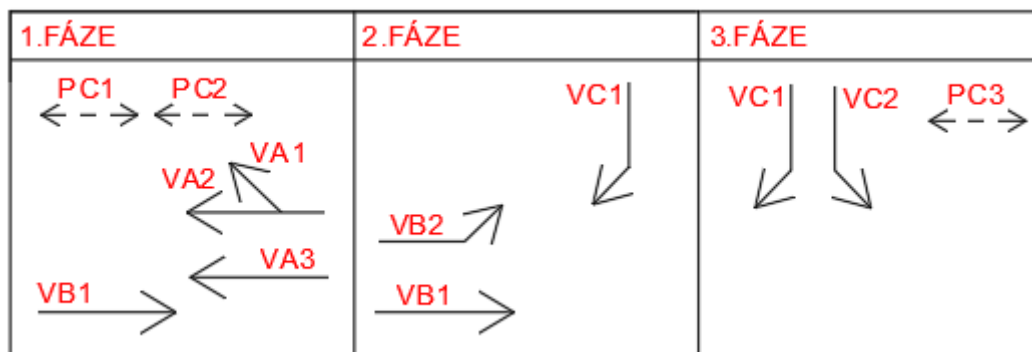 1.FÁZE
PC1 PC2
VA1
VA2
VA3
VB1
2.FÁZE
VC1
VB2
VB1
3.FÁZE
VC1 VC2 PC3